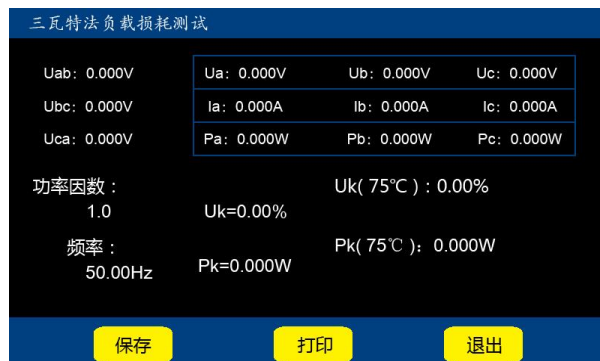 三瓦特法负载损耗测试
Uab: 0.000V Ua: 0.000V Ub: 0.000V Uc: 0.000V
Ubc: 0.000V Ia: 0.000A Ib: 0.000A Ic: 0.000A
Uca: 0.000V Pa: 0.000W Pb: 0.000W Pc: 0.000W
功率因数： Uk( 75℃ ) : 0.00%
1.0 Uk=0.00%
频率： Pk( 75℃ ): 0.000W
50.00Hz Pk=0.000W
保存 打印 退出